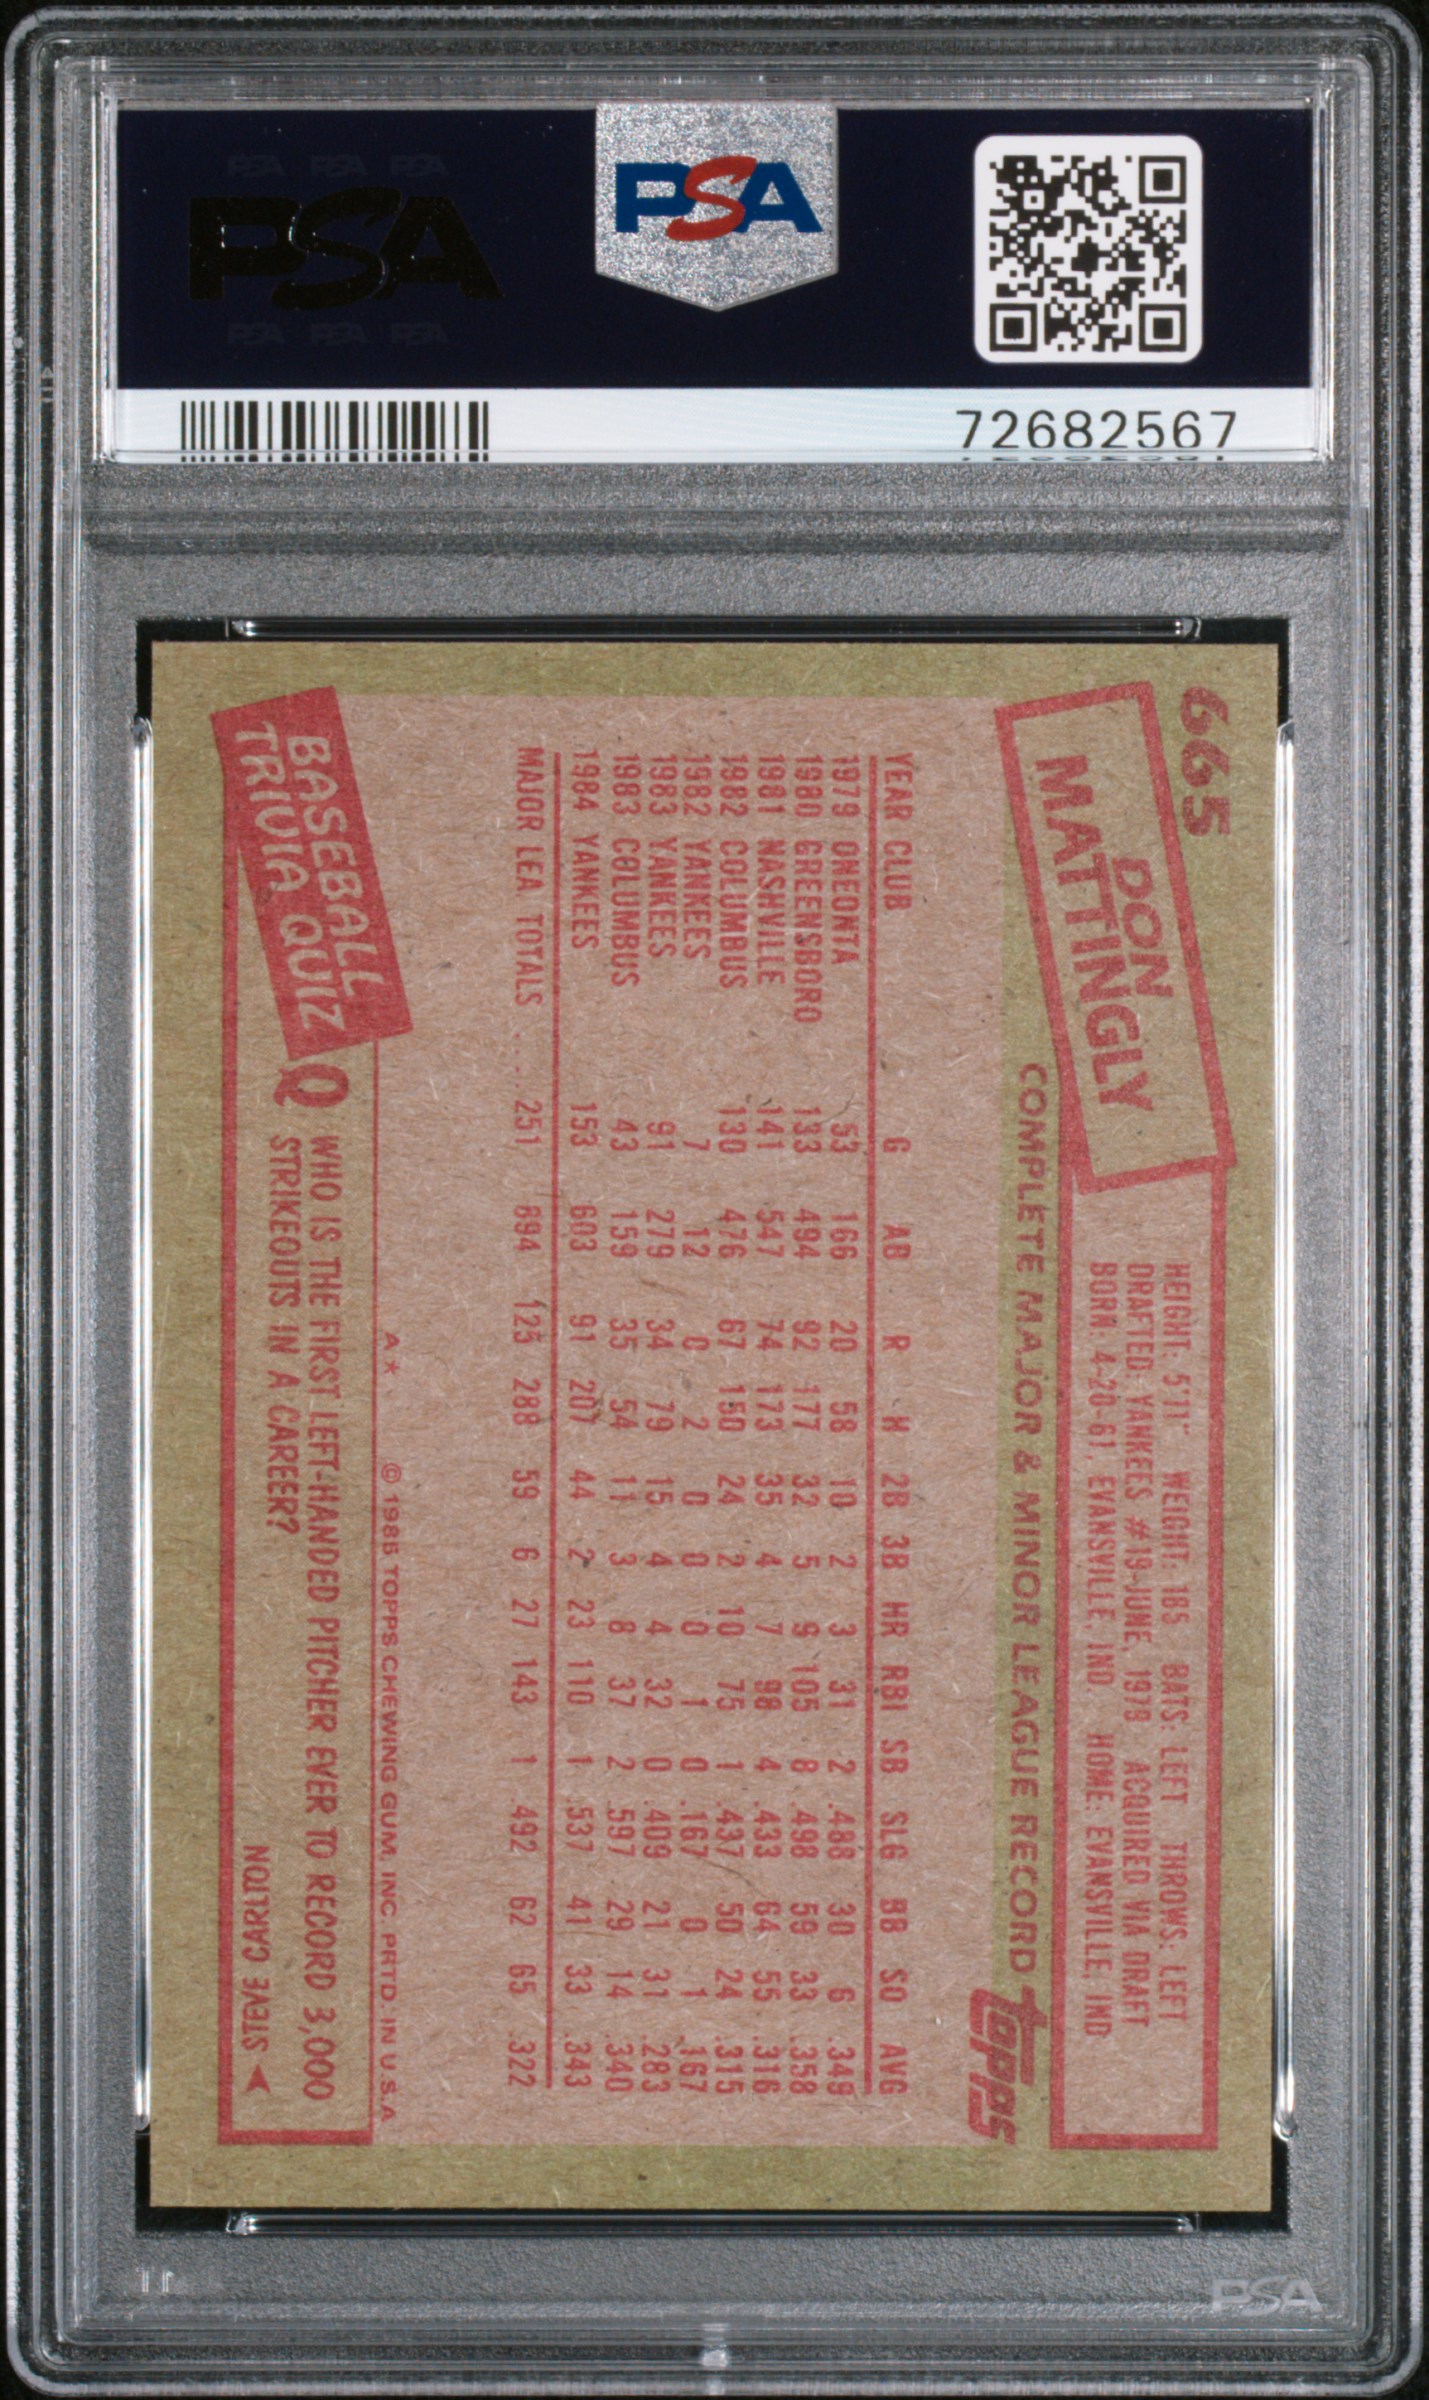 PSA PSA PSA
PSA
PSA PSA PSA
PSA
72682567
665
DON
MATTINGLY
HEIGHT: 5'11" WEIGHT: 185 BATS: LEFT THROWS: LEFT
DRAFTED: YANKEES #19-JUNE, 1979 ACQUIRED: VIA DRAFT
BORN: 4-20-61, EVANSVILLE, IND. HOME: EVANSVILLE, IND
COMPLETE MAJOR & MINOR LEAGUE RECORD
topps
YEAR CLUB G AB R H 2B 3B HR RBI SB SLG BB SO AVG
1979 ONEONTA 53 166 20 58 10 2 3 31 2 .488 30 6 .349
1980 GREENSBORO 133 494 92 177 32 5 9 105 8 .498 59 33 .358
1981 NASHVILLE 141 547 74 173 35 4 7 98 4 .433 64 55 .316
1982 COLUMBUS 130 476 67 150 24 2 10 75 1 .437 50 24 .315
1982 YANKEES 7 12 0 2 0 0 0 1 0 .167 0 1 .167
1983 YANKEES 91 279 34 79 15 4 4 32 0 .409 21 31 .283
1983 COLUMBUS 43 159 35 54 11 3 8 37 2 .597 29 14 .340
1984 YANKEES 153 603 91 207 44 2 23 110 1 .537 41 33 .343
MAJOR LEA. TOTALS .... 251 894 125 288 59 6 27 143 1 .492 62 65 .322
A* © 1985 TOPPS CHEWING GUM, INC. PRTD. IN U.S.A.
BASEBALL
TRIVIA QUIZ
Q WHO IS THE FIRST LEFT-HANDED PITCHER EVER TO RECORD 3,000
STRIKEOUTS IN A CAREER?
STEVE CARLTON
PSA